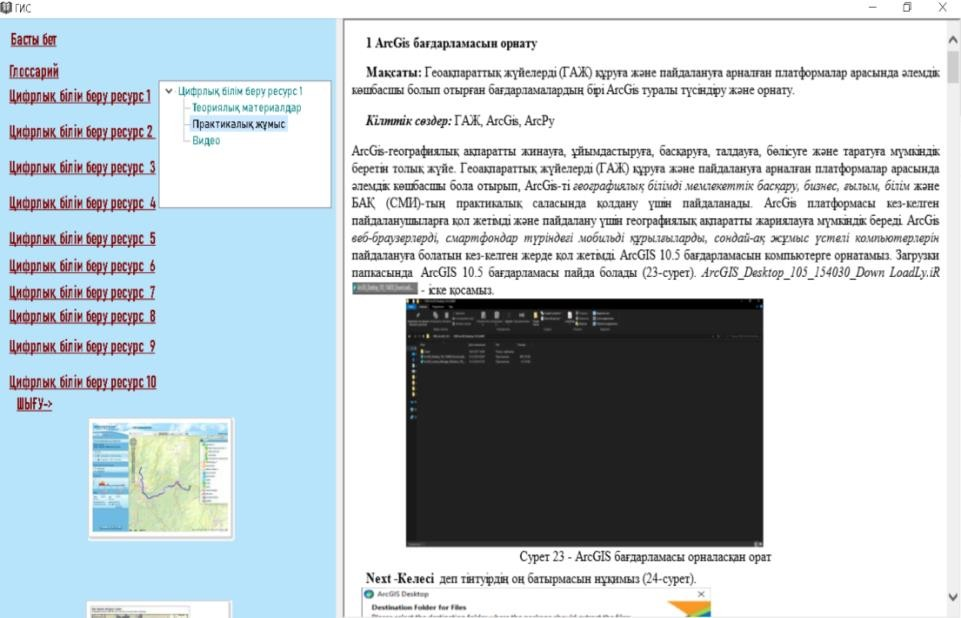 ГИС
Басты бет
Глоссарий
Цифрлық білім беру ресурс 1
Цифрлық білім беру ресурс 2
Цифрлық білім беру ресурс 3
Цифрлық білім беру ресурс 4
Цифрлық білім беру ресурс 5
Цифрлық білім беру ресурс 6
Цифрлық білім беру ресурс 7
Цифрлық білім беру ресурс 8
Цифрлық білім беру ресурс 9
Цифрлық білім беру ресурс 10
ШЫҒУ->
Цифрлық білім беру ресурс 1
Теориялық материалдар
Практикалық жұмыс
Видео
1 ArcGis бағдарламасын орнату
Мақсаты: Геоақпараттық жүйелерді (ГАЖ) құруға және пайдалануға арналған платформалар арасында әлемдік
көшбасшы болып отырған бағдарламалардың бірі ArcGis туралы түсіндіру және орнату.
Кілттік сөздер: ГАЖ, ArcGis, ArcPy
ArcGis-географиялық ақпаратты жинауға, ұйымдастыруға, басқаруға, талдауға, бөлісуге және таратуға мүмкіндік
беретін толық жүйе. Геоақпараттық жүйелерді (ГАЖ) құруға және пайдалануға арналған платформалар арасында
әлемдік көшбасшы бола отырып, ArcGis-ті географиялық білімді мемлекеттік басқару, бизнес, ғылым, білім және
БАҚ (СМИ)-тың практикалық саласында қолдану үшін пайдаланады. ArcGis платформасы кез-келген
пайдаланушыларға қол жетімді және пайдалану үшін географиялық ақпаратты жариялауға мүмкіндік береді. ArcGis
веб-браузерлерді, смартфондар түріндегі мобильді құрылғыларды, сондай-ақ жұмыс үстелі компьютерлерін
пайдалануға болатын кез-келген жерде қол жетімді. ArcGIS 10.5 бағдарламасын компьютерге орнатамыз. Загрузки
папкасында ArcGIS 10.5 бағдарламасы пайда болады (23-сурет). ArcGIS_Desktop_105_154030_Down LoadLy.iR
- іске қосамыз.
Сурет 23 - ArcGIS бағдарламасы орналасқан орат
Next -Келесі деп тінтуірдің оң батырмасын нұқимыз (24-сурет).
ArcGIS Desktop
Destination Folder for Files